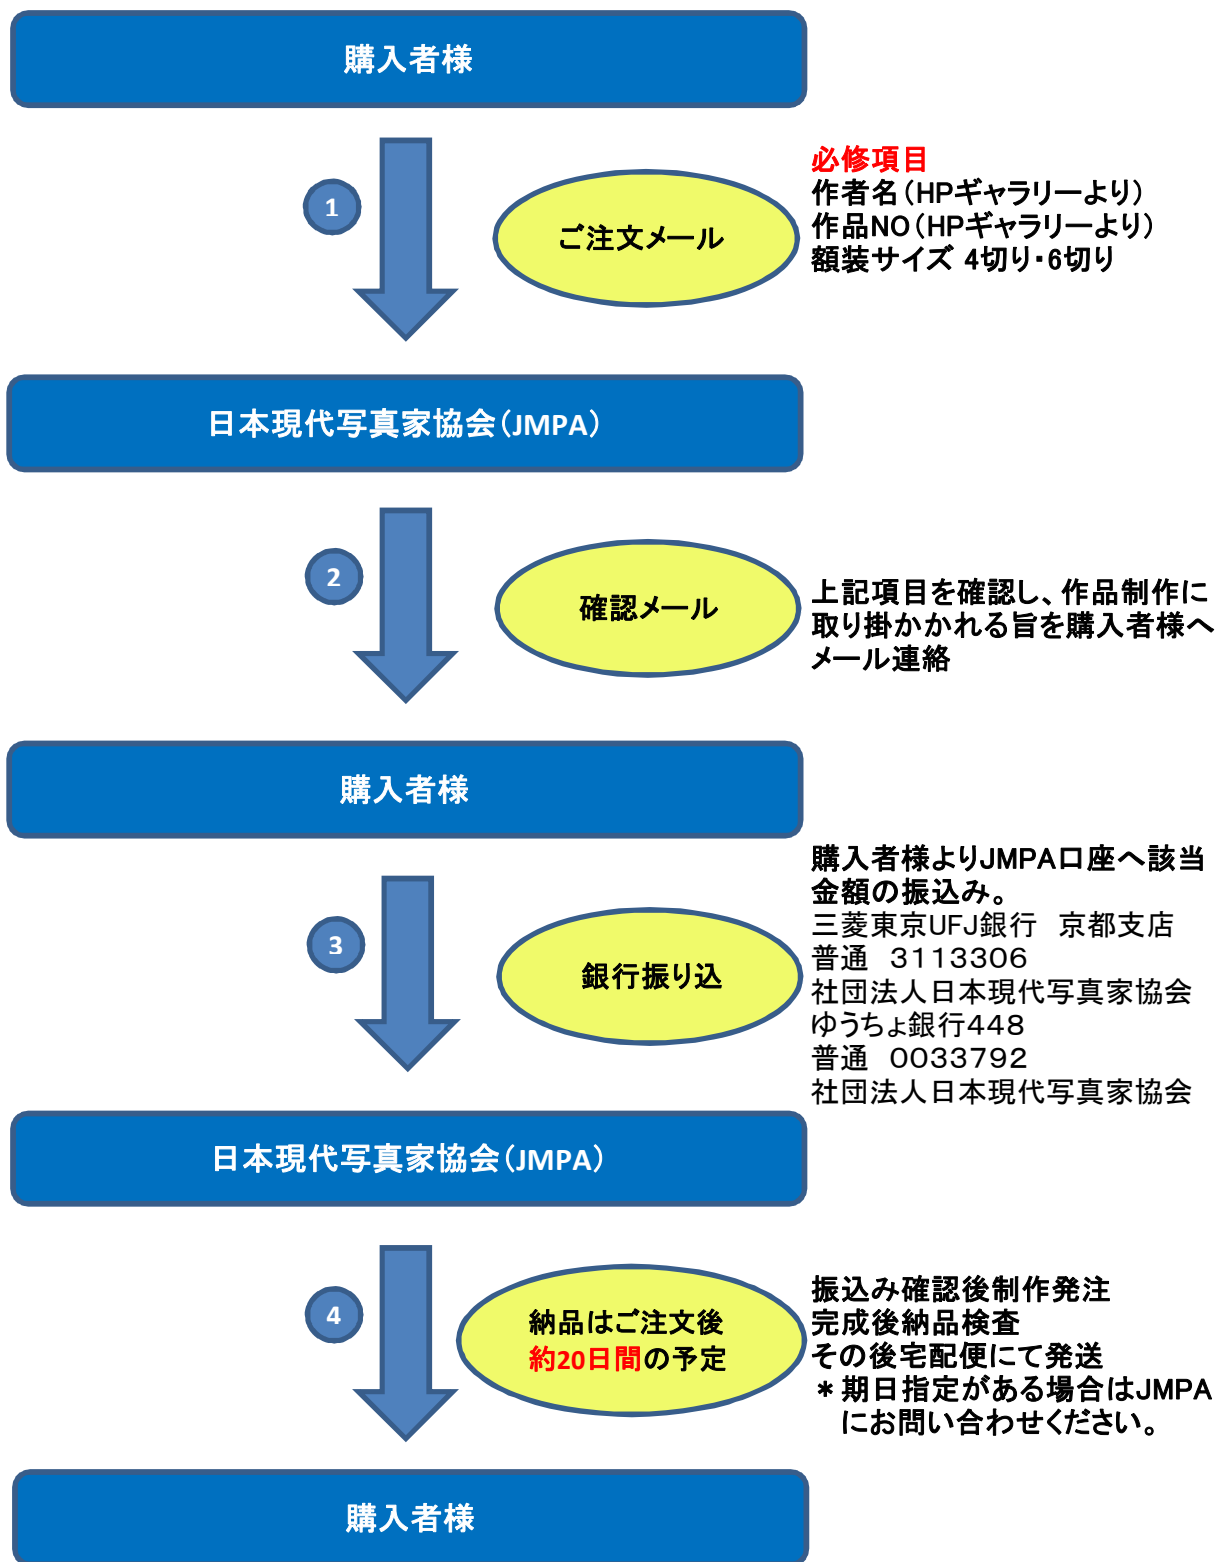 購入者様
1
ご注文メール
必修項目
作者名（HPギャラリーより）
作品NO（HPギャラリーより）
額装サイズ 4切り・6切り
日本現代写真家協会（JMPA）
2
確認メール
上記項目を確認し、作品制作に
取り掛かかれる旨を購入者様へ
メール連絡
購入者様
3
銀行振り込
購入者様よりJMPA口座へ該当
金額の振込み。
三菱東京UFJ銀行　京都支店
普通　３１１３３０６
社団法人日本現代写真家協会
ゆうちょ銀行４４８
普通　００３３７９２
社団法人日本現代写真家協会
日本現代写真家協会（JMPA）
4
納品はご注文後
約20日間の予定
振込み確認後制作発注
完成後納品検査
その後宅配便にて発送
＊期日指定がある場合はJMPA
にお問い合わせください。
購入者様